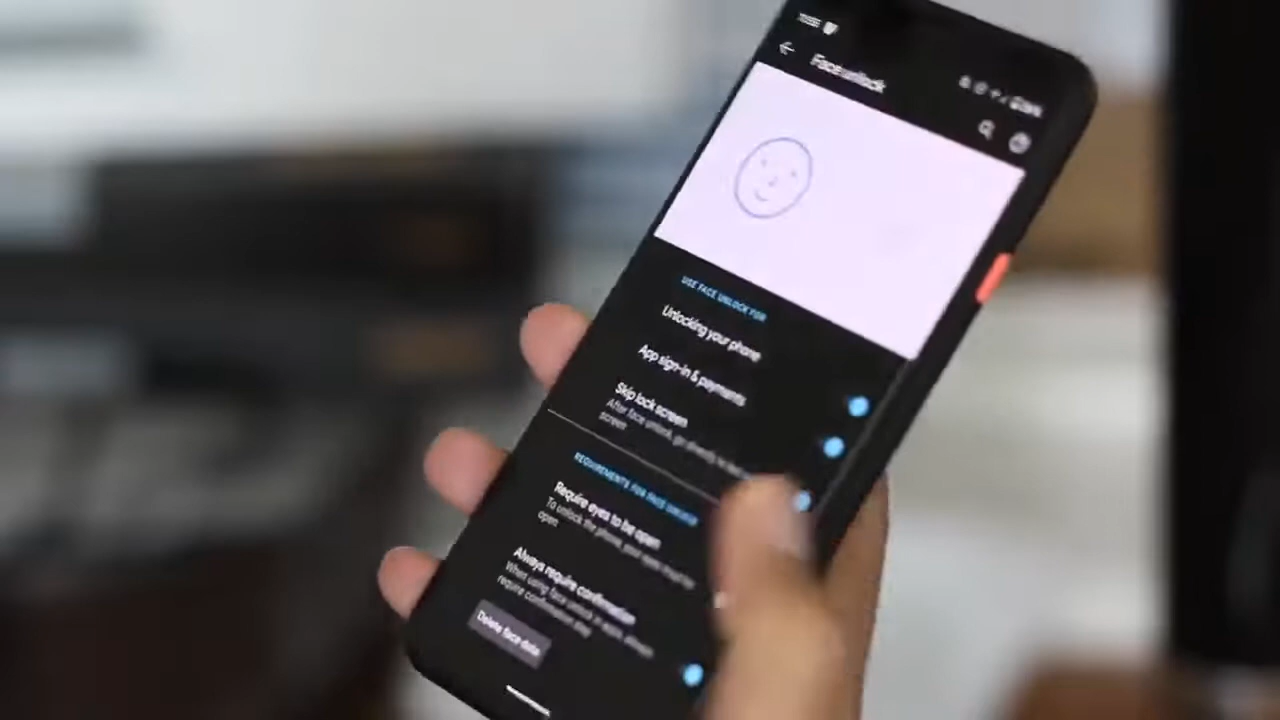 Face unlock
USE FACE UNLOCK FOR
Unlocking your phone
App sign-in & payments
Skip lock screen
After face unlock, go directly to
screen
REQUIREMENTS FOR FACE UNLOCK
Require eyes to be open
To unlock the phone, your eyes must be
open
Always require confirmation
When using face unlock in apps, always
require confirmation step
Delete face data